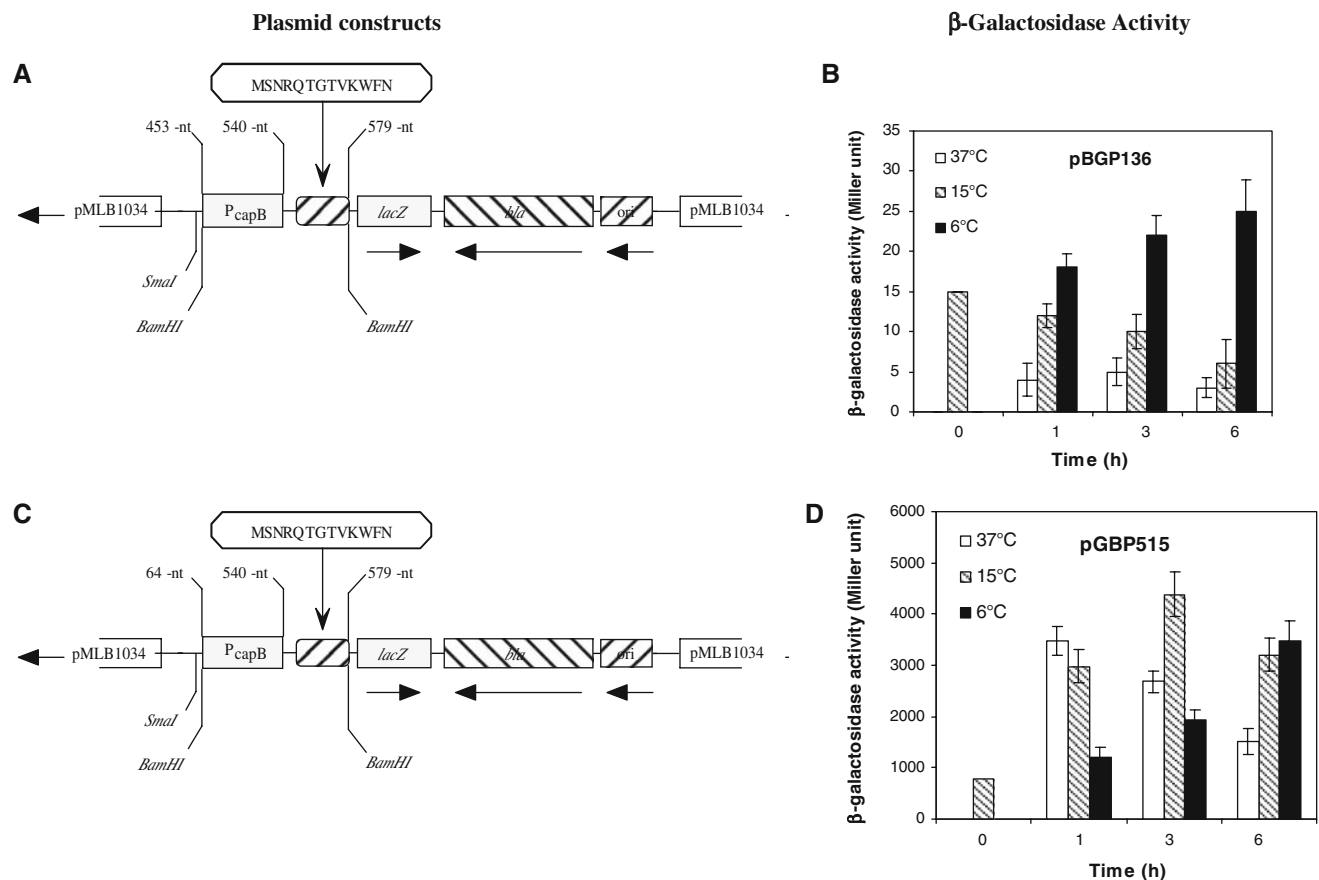 Plasmid constructs
β-Galactosidase Activity
A
MSNRQTGTVKWFN
453 -nt
540 -nt
579 -nt
pMLB1034
PcapB
lacZ
bla
ori
pMLB1034
SmaI
BamHI
BamHI
B
β-galactosidase activity (Miller unit)
35
30
25
20
15
10
5
0
37°C
15°C
6°C
pBGP136
0
1
3
6
Time (h)
C
MSNRQTGTVKWFN
64 -nt
540 -nt
579 -nt
pMLB1034
PcapB
lacZ
bla
ori
pMLB1034
SmaI
BamHI
BamHI
D
β-galactosidase activity (Miller unit)
6000
5000
4000
3000
2000
1000
0
37°C
15°C
6°C
pGBP515
0
1
3
6
Time (h)